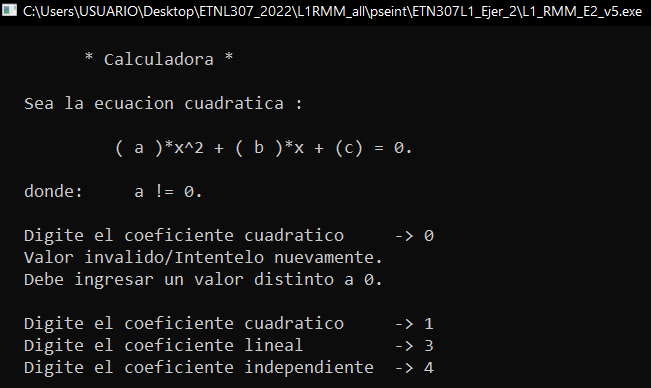 C:\Users\USUARIO\Desktop\ETNL307_2022\L1RMM_all\pseint\ETN307L1_Ejer_2\L1_RMM_E2_v5.exe
* Calculadora *
Sea la ecuacion cuadratica :
( a )*x^2 + ( b )*x + (c) = 0.
donde:     a != 0.
Digite el coeficiente cuadratico     -> 0
Valor invalido/Intentelo nuevamente.
Debe ingresar un valor distinto a 0.
Digite el coeficiente cuadratico     -> 1
Digite el coeficiente lineal         -> 3
Digite el coeficiente independiente  -> 4